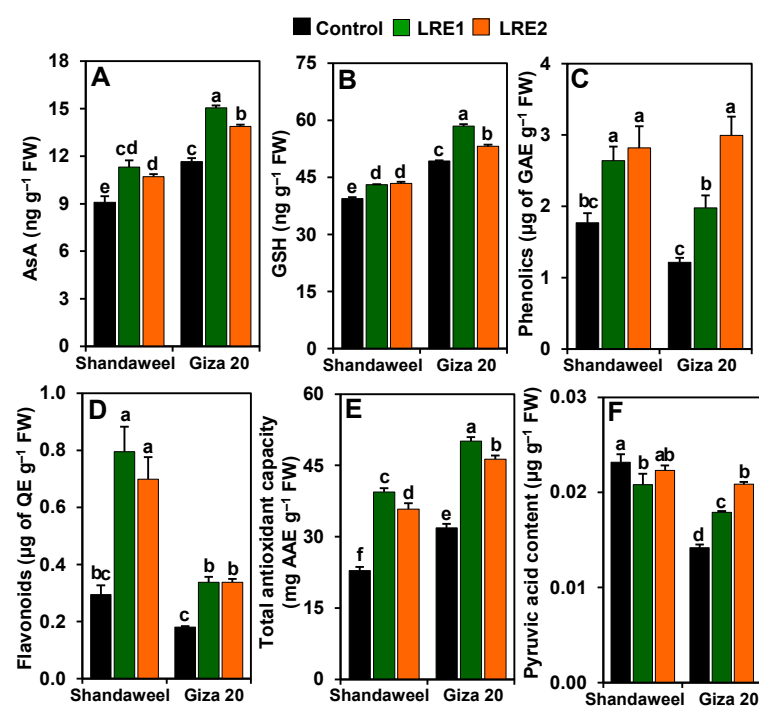 Control LRE1 LRE2
A
AsA (ng g⁻¹ FW)
18
15
12
9
6
3
0
e cd d c a b
Shandaweel Giza 20
B
GSH (ng g⁻¹ FW)
75
60
45
30
15
0
e d d c a b
Shandaweel Giza 20
C
Phenolics (µg of GAE g⁻¹ FW)
4
3
2
1
0
bc a a c b a
Shandaweel Giza 20
D
Flavonoids (µg of QE g⁻¹ FW)
1.0
0.8
0.6
0.4
0.2
0.0
bc a a c b b
Shandaweel Giza 20
E
Total antioxidant capacity
(mg AAE g⁻¹ FW)
60
45
30
15
0
f c d e a b
Shandaweel Giza 20
F
Pyruvic acid content (µg g⁻¹ FW)
0.03
0.02
0.01
0.00
a b ab d c b
Shandaweel Giza 20